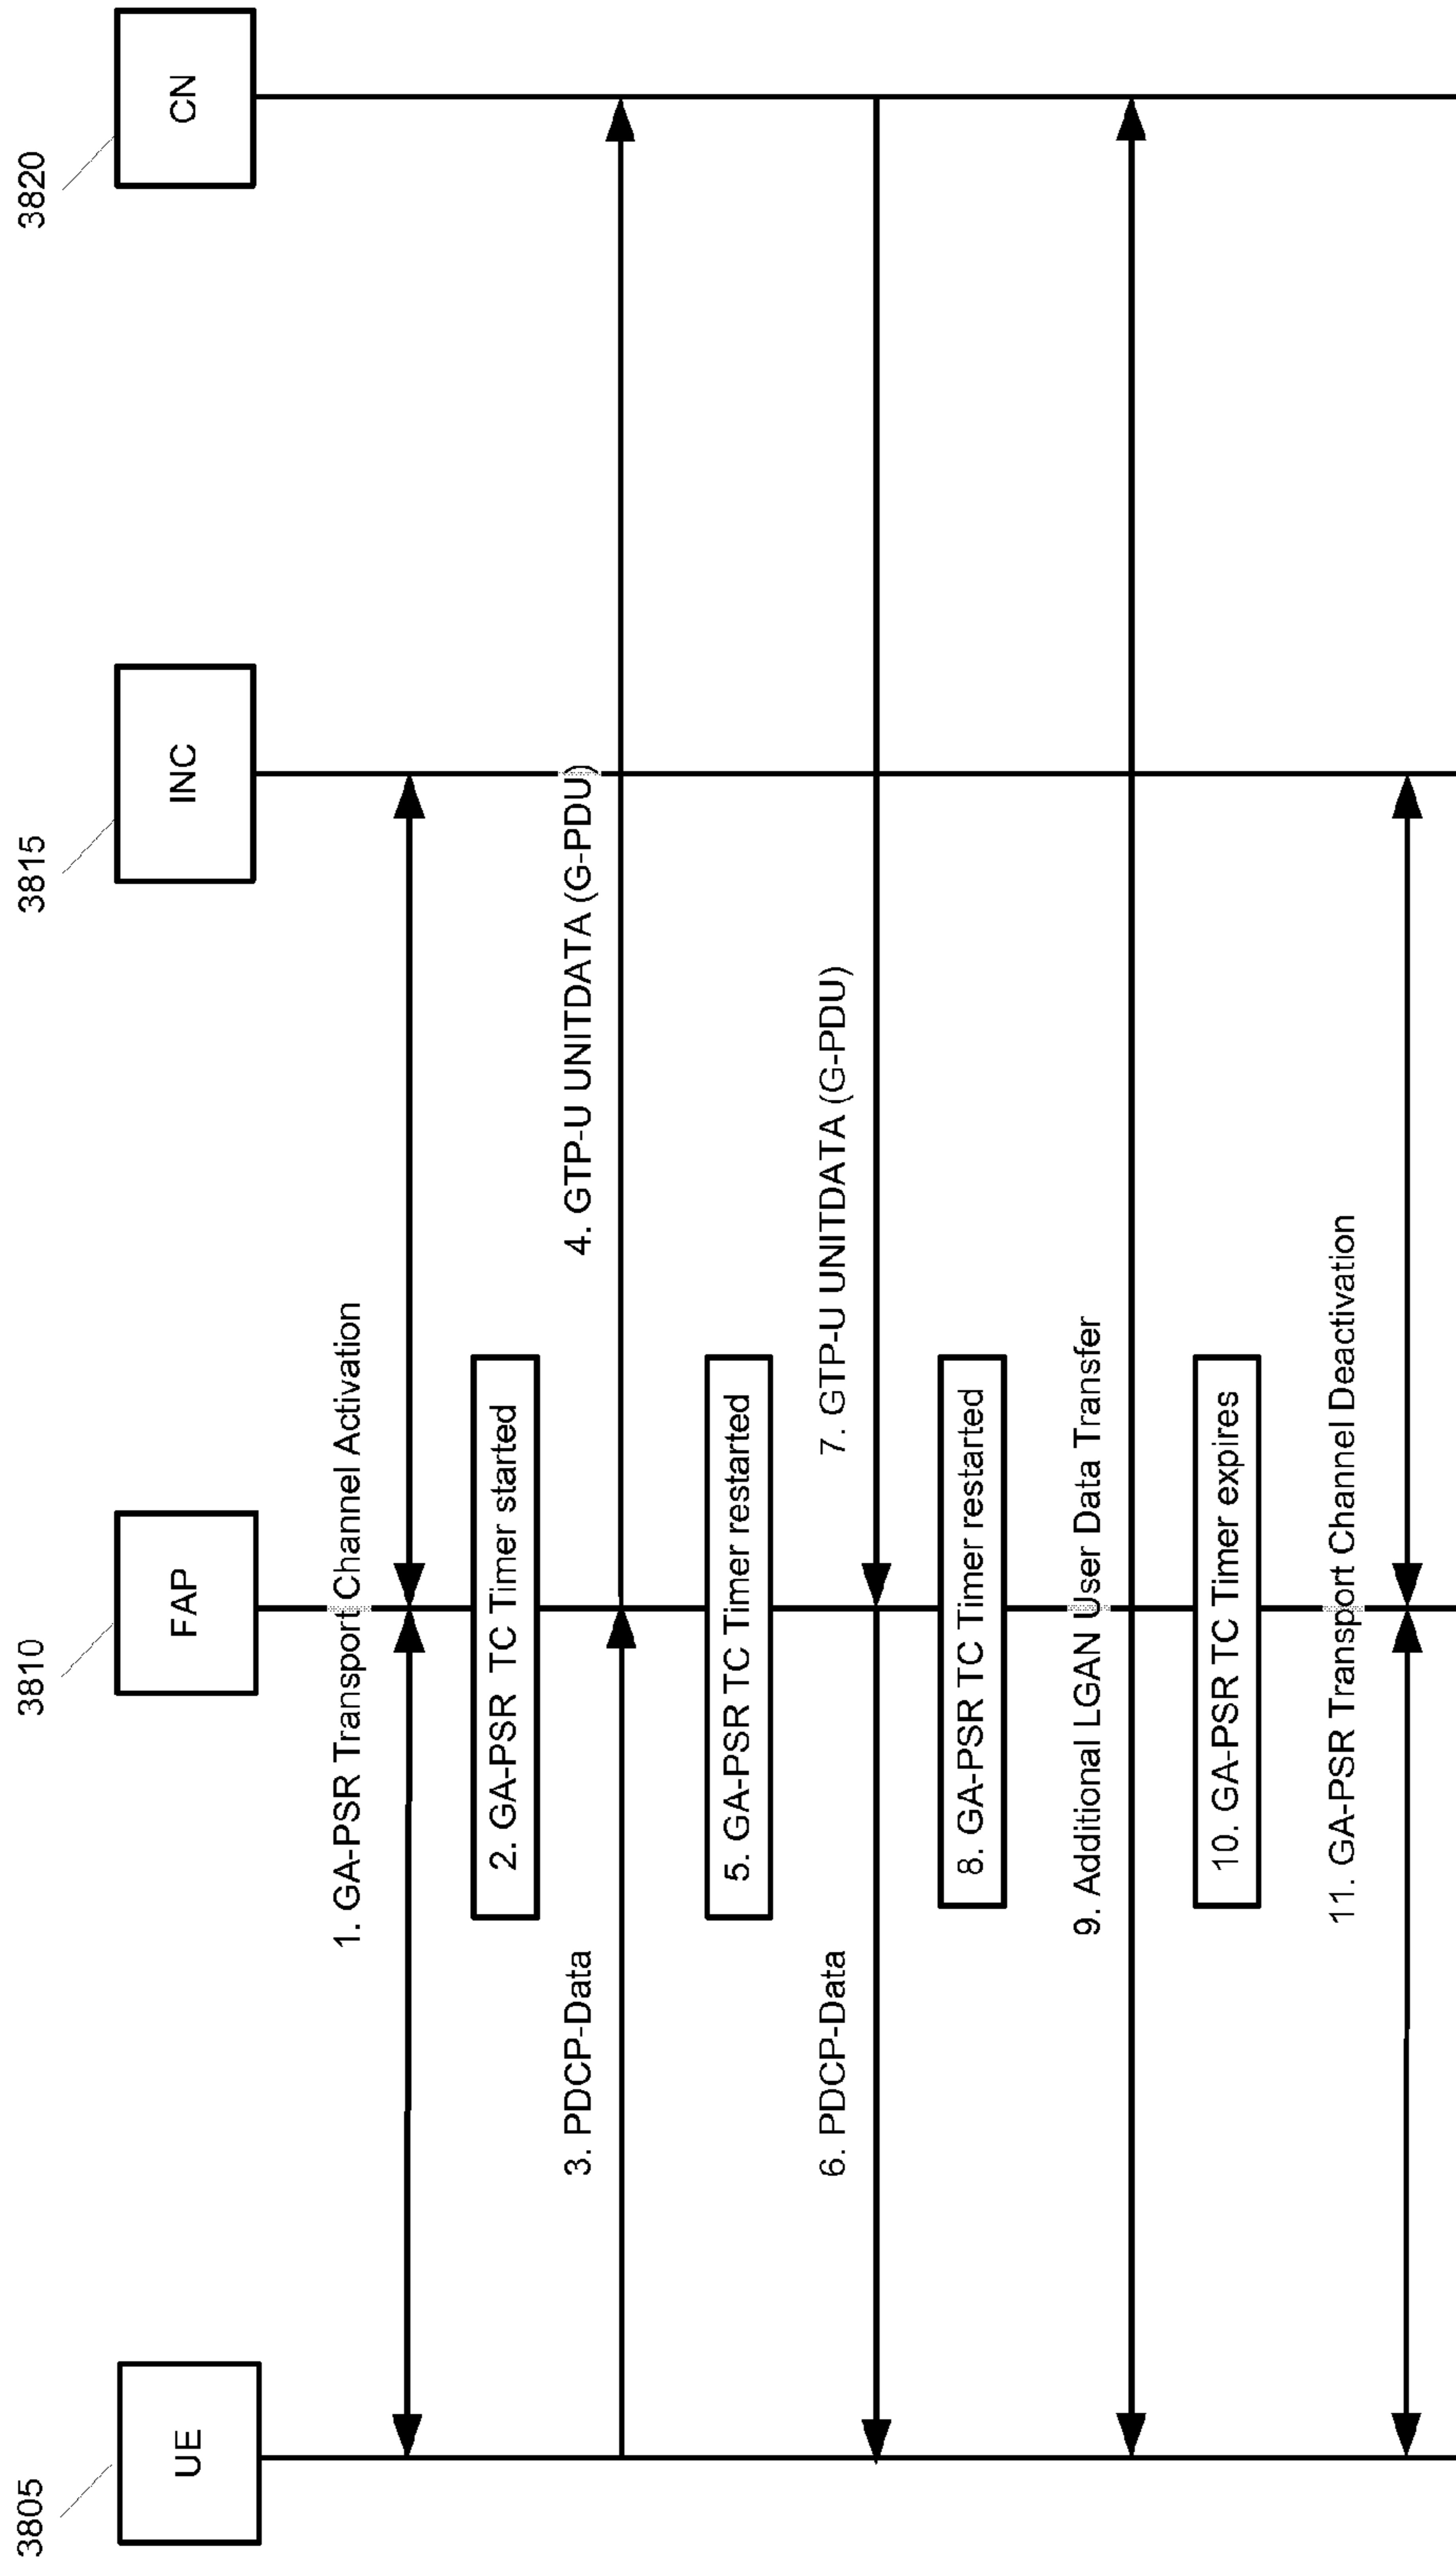 3805
3810
3815
3820
UE
FAP
INC
CN
1. GA-PSR Transport Channel Activation
2. GA-PSR TC Timer started
3. PDCP-Data
4. GTP-U UNITDATA (G-PDU)
5. GA-PSR TC Timer restarted
6. PDCP-Data
7. GTP-U UNITDATA (G-PDU)
8. GA-PSR TC Timer restarted
9. Additional LGAN User Data Transfer
10. GA-PSR TC Timer expires
11. GA-PSR Transport Channel Deactivation